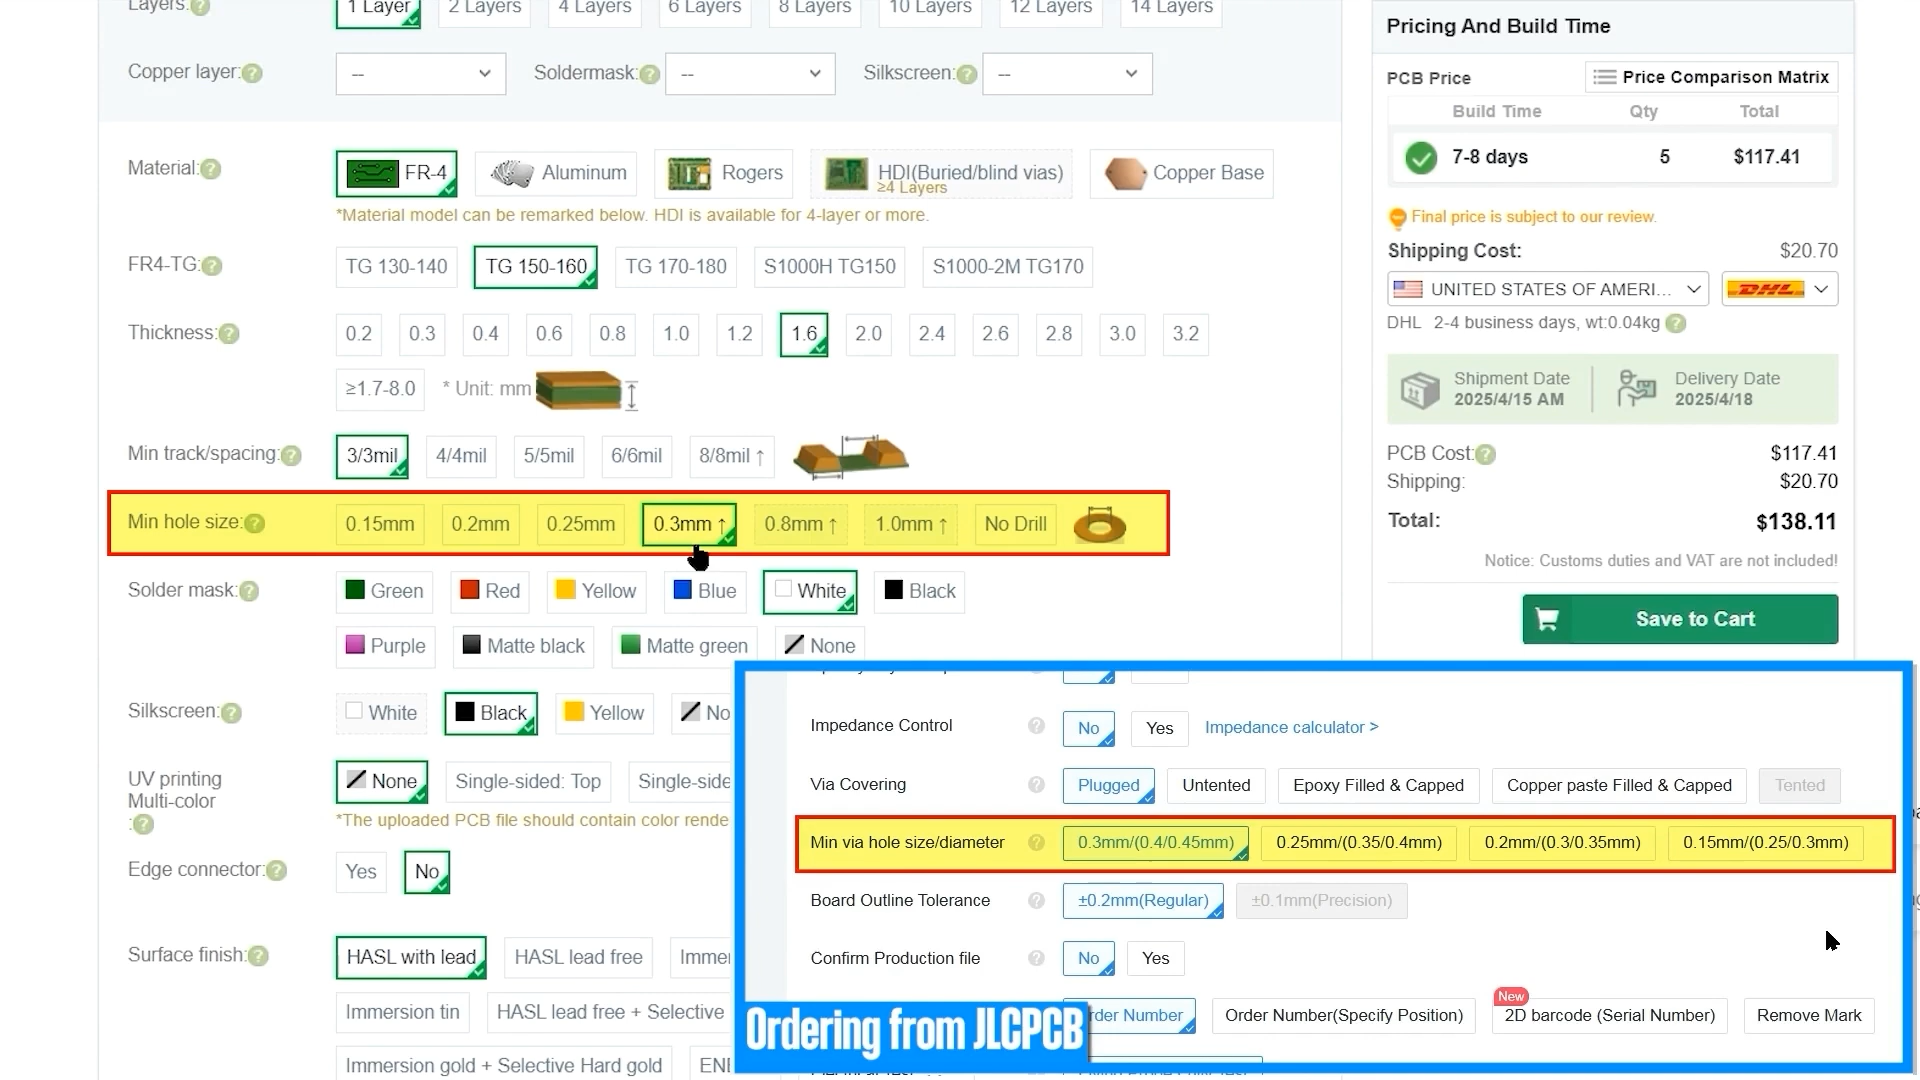 Layers:
1 Layer
2 Layers
4 Layers
6 Layers
8 Layers
10 Layers
12 Layers
14 Layers
Copper layer:
--
Soldermask:
--
Silkscreen:
--
Material:
FR-4
Aluminum
Rogers
HDI(Buried/blind vias)
≥4 Layers
Copper Base
*Material model can be remarked below. HDI is available for 4-layer or more.
FR4-TG:
TG 130-140
TG 150-160
TG 170-180
S1000H TG150
S1000-2M TG170
Thickness:
0.2
0.3
0.4
0.6
0.8
1.0
1.2
1.6
2.0
2.4
2.6
2.8
3.0
3.2
≥1.7-8.0
* Unit: mm
Min track/spacing:
3/3mil
4/4mil
5/5mil
6/6mil
8/8mil ↑
Min hole size:
0.15mm
0.2mm
0.25mm
0.3mm ↑
0.8mm ↑
1.0mm ↑
No Drill
Solder mask:
Green
Red
Yellow
Blue
White
Black
Purple
Matte black
Matte green
None
Silkscreen:
White
Black
Yellow
No
UV printing
Multi-color
:
None
Single-sided: Top
Single-side
*The uploaded PCB file should contain color rende
Edge connector:
Yes
No
Surface finish:
HASL with lead
HASL lead free
Imme
Immersion tin
HASL lead free + Selective
Immersion gold + Selective Hard gold
Pricing And Build Time
PCB Price
Price Comparison Matrix
Build Time
Qty
Total
7-8 days
5
$117.41
Final price is subject to our review.
Shipping Cost:
$20.70
UNITED STATES OF AMERI...
DHL
DHL 2-4 business days, wt:0.04kg
Shipment Date
2025/4/15 AM
Delivery Date
2025/4/18
PCB Cost:
$117.41
Shipping:
$20.70
Total:
$138.11
Notice: Customs duties and VAT are not included!
Save to Cart
Impedance Control
No
Yes
Impedance calculator >
Via Covering
Plugged
Untented
Epoxy Filled & Capped
Copper paste Filled & Capped
Tented
Min via hole size/diameter
0.3mm/(0.4/0.45mm)
0.25mm/(0.35/0.4mm)
0.2mm/(0.3/0.35mm)
0.15mm/(0.25/0.3mm)
Board Outline Tolerance
±0.2mm(Regular)
±0.1mm(Precision)
Confirm Production file
No
Yes
rder Number
Order Number(Specify Position)
New
2D barcode (Serial Number)
Remove Mark
Ordering from JLCPCB